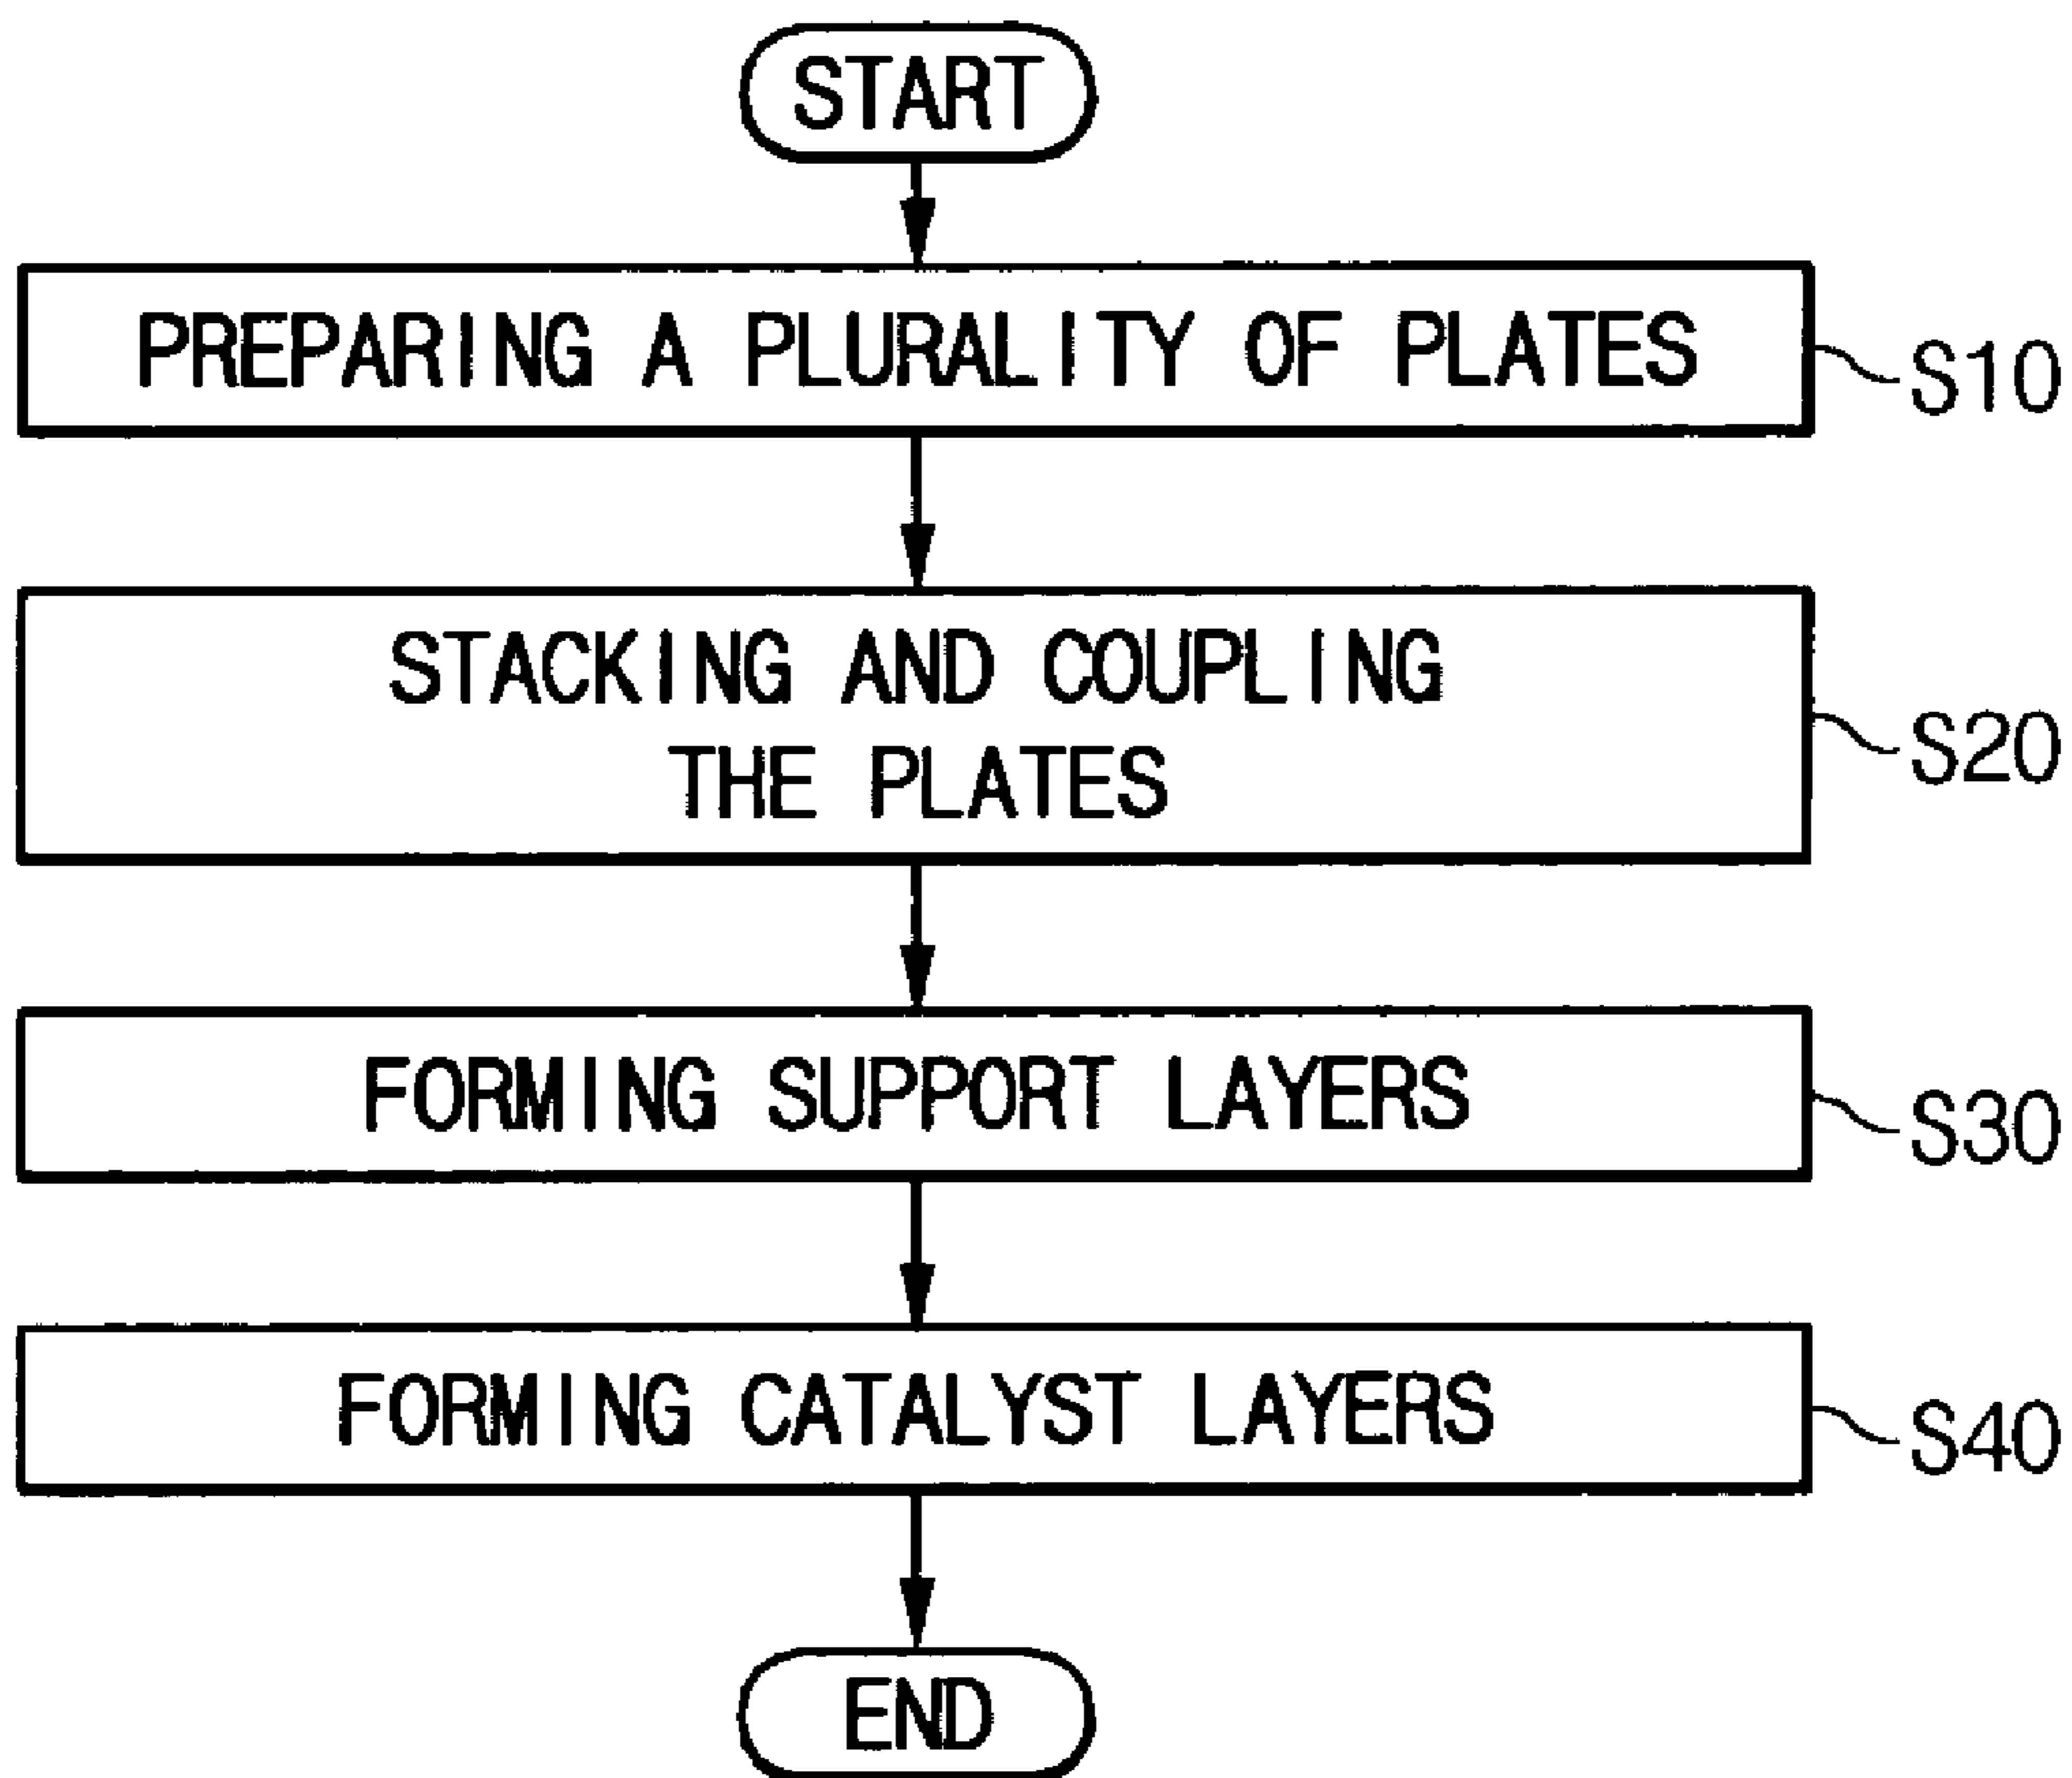 START
PREPARING A PLURALITY OF PLATES
S10
STACKING AND COUPLING
THE PLATES
S20
FORMING SUPPORT LAYERS
S30
FORMING CATALYST LAYERS
S40
END